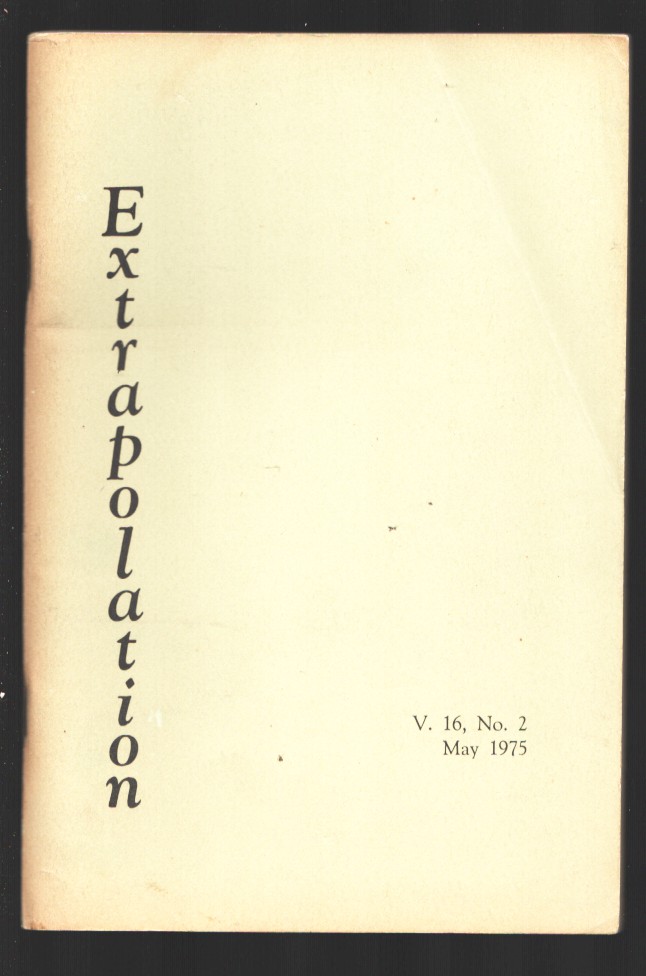 Extrapolation
V. 16, No. 2
May 1975